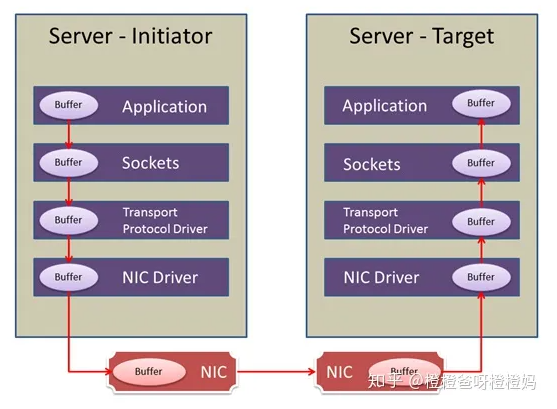 Server - Initiator
Buffer
Application
Buffer
Sockets
Buffer
Transport
Protocol Driver
Buffer
NIC Driver
Server - Target
Application
Buffer
Sockets
Buffer
Transport
Protocol Driver
Buffer
NIC Driver
Buffer
Buffer
NIC
NIC
Buffer
知乎 @橙橙爸呀橙橙妈